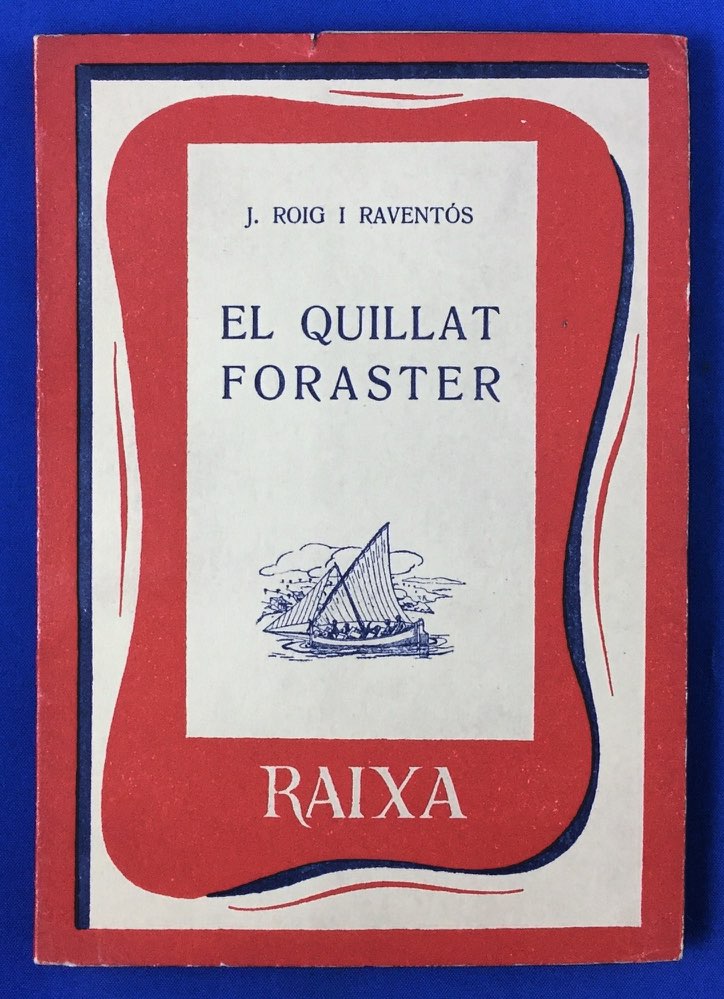 J. ROIG I RAVENTÓS
EL QUILLAT
FORASTER
RAIXA